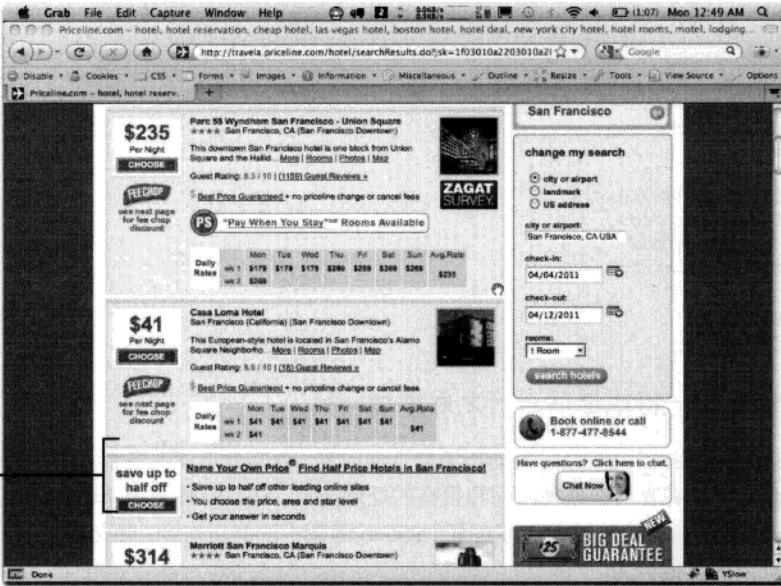 Grab File Edit Capture Window Help (1:07) Mon 12:49 AM
Priceline.com – hotel, hotel reservation, cheap hotel, las vegas hotel, boston hotel, hotel deal, new york city hotel, hotel rooms, motel, lodging...
http://travela.priceline.com/hotel/searchResults.do?jsk=1f03010a2203010a2 Google
Disable Cookies CSS Forms Images Information Miscellaneous Outline Resize Tools View Source Options
Priceline.com – hotel, hotel reserv...
$235
Per Night
CHOOSE
FEE CHOP
see next page
for fee chop
discount
Parc 55 Wyndham San Francisco - Union Square
★★★★ San Francisco, CA (San Francisco Downtown)
This downtown San Francisco hotel is one block from Union
Square and the Hallid... More | Rooms | Photos | Map
Guest Rating: 8.3 / 10 | (1159) Guest Reviews »
$ Best Price Guaranteed + no priceline change or cancel fees
PS "Pay When You Stay"SM Rooms Available
ZAGAT
SURVEY.
Mon Tue Wed Thu Fri Sat Sun Avg.Rate
Daily
Rates
wk 1 $179 $179 $179 $269 $269 $269 $269
$235
wk 2 $269
$41
Per Night
CHOOSE
FEE CHOP
see next page
for fee chop
discount
Casa Loma Hotel
San Francisco (California) (San Francisco Downtown)
This European-style hotel is located in San Francisco's Alamo
Square Neighborho... More | Rooms | Photos | Map
Guest Rating: / 10 | (18) Guest Reviews »
$ Best Price Guaranteed + no priceline change or cancel fees
Mon Tue Wed Thu Fri Sat Sun Avg.Rate
Daily
Rates
wk 1 $41 $41 $41 $41 $41 $41 $41
$41
wk 2 $41
save up to
half off
CHOOSE
Name Your Own Price® Find Half Price Hotels in San Francisco!
• Save up to half off other leading online sites
• You choose the price, area and star level
• Get your answer in seconds
$314
Marriott San Francisco Marquis
★★★★ San Francisco, CA (San Francisco Downtown)
San Francisco
change my search
city or airport
landmark
US address
city or airport:
San Francisco, CA USA
check-in:
04/04/2011
check-out:
04/12/2011
rooms:
1 Room
search hotels
Book online or call
1-877-477-8544
Have questions? Click here to chat.
Chat Now
NEW
$25 BIG DEAL
GUARANTEE
Done YSlow